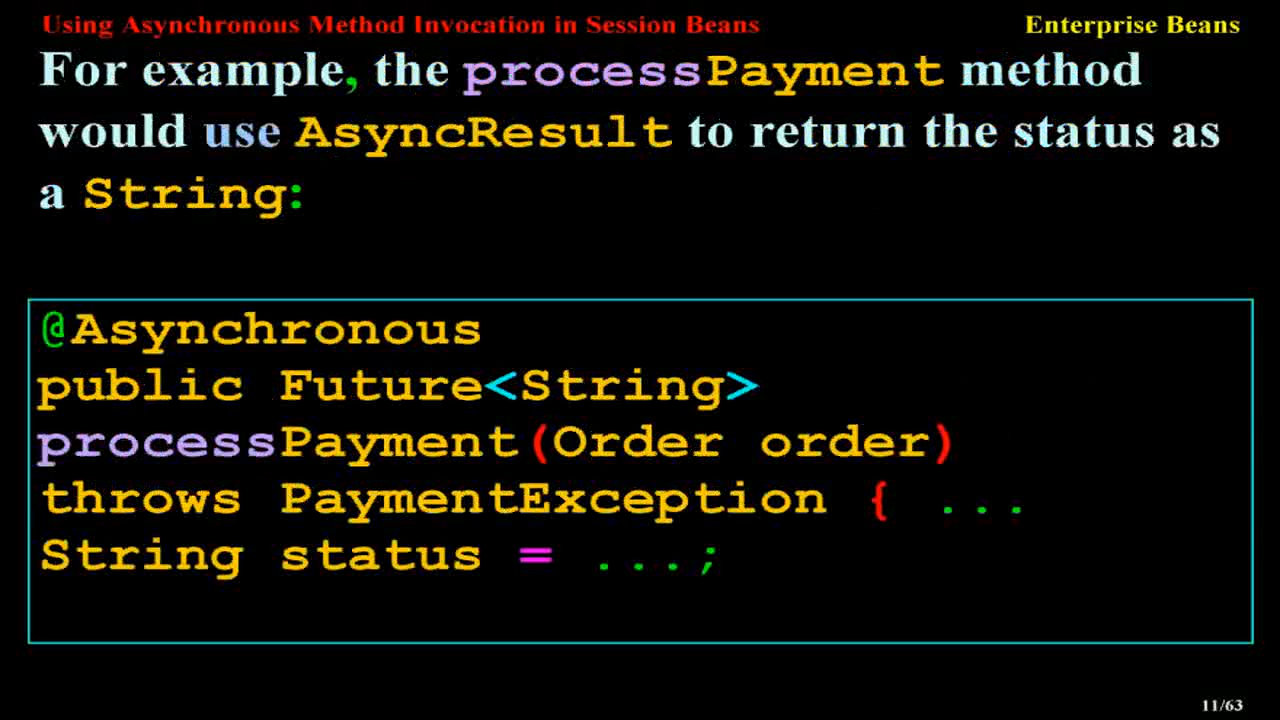 Using Asynchronous Method Invocation in Session Beans
Enterprise Beans
For example, the processPayment method
would use AsyncResult to return the status as
a String:
@Asynchronous
public Future<String>
processPayment(Order order)
throws PaymentException { ...
String status = ...;
11/63